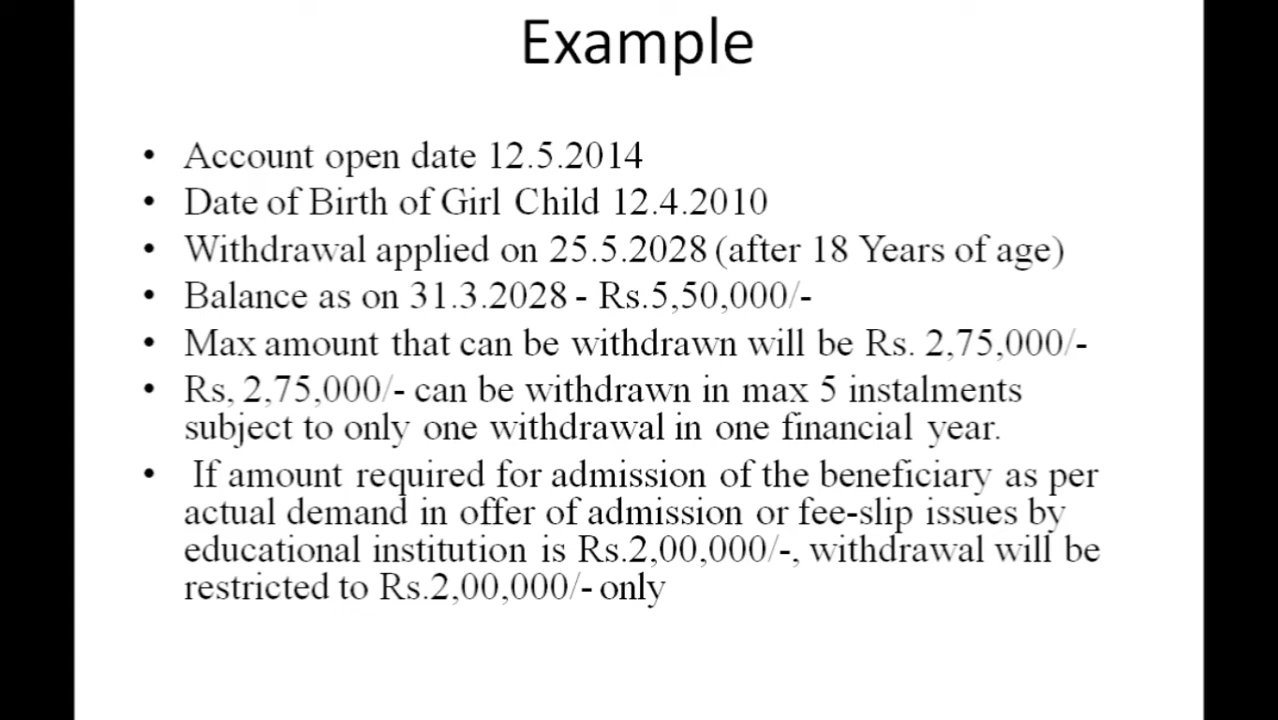 Example
• Account open date 12.5.2014
• Date of Birth of Girl Child 12.4.2010
• Withdrawal applied on 25.5.2028 (after 18 Years of age)
• Balance as on 31.3.2028 - Rs.5,50,000/-
• Max amount that can be withdrawn will be Rs. 2,75,000/-
• Rs, 2,75,000/- can be withdrawn in max 5 instalments
subject to only one withdrawal in one financial year.
• If amount required for admission of the beneficiary as per
actual demand in offer of admission or fee-slip issues by
educational institution is Rs.2,00,000/-, withdrawal will be
restricted to Rs.2,00,000/- only